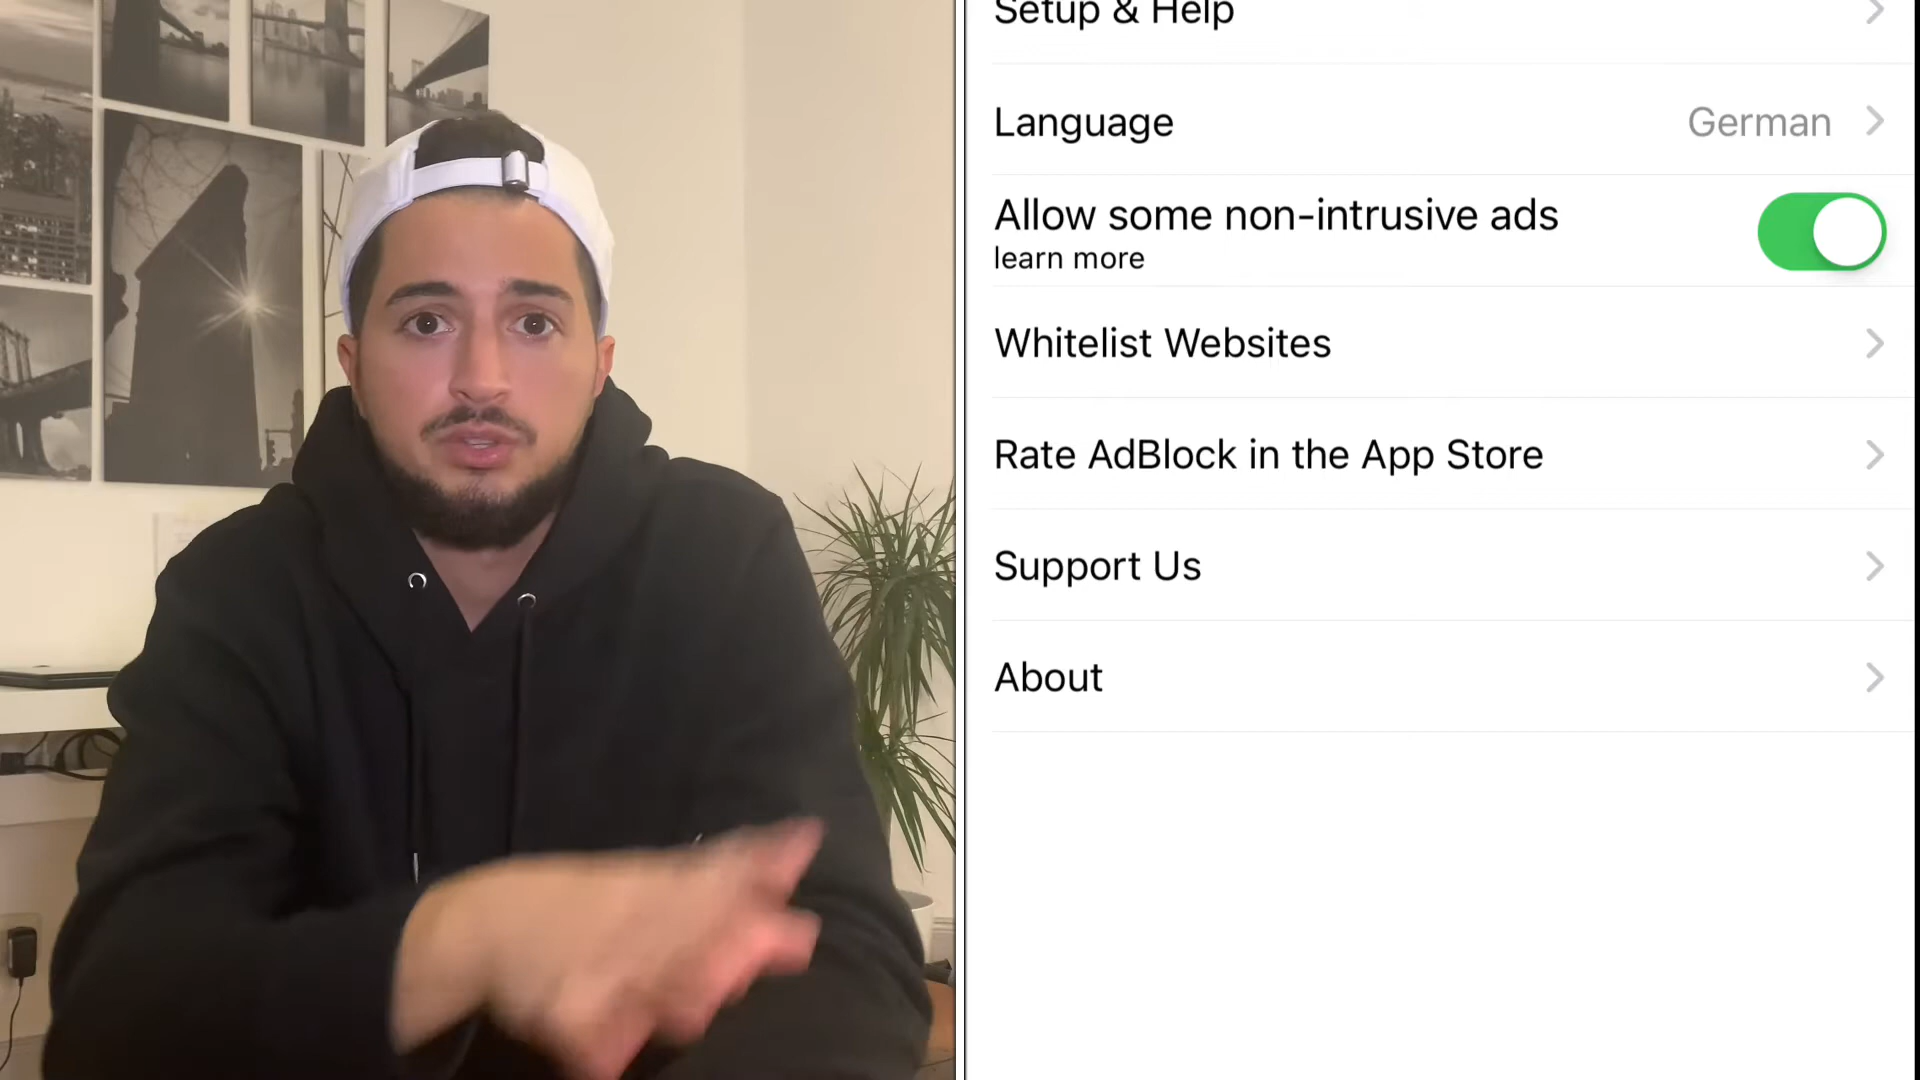 Setup & Help
Language
German
Allow some non-intrusive ads
learn more
Whitelist Websites
Rate AdBlock in the App Store
Support Us
About